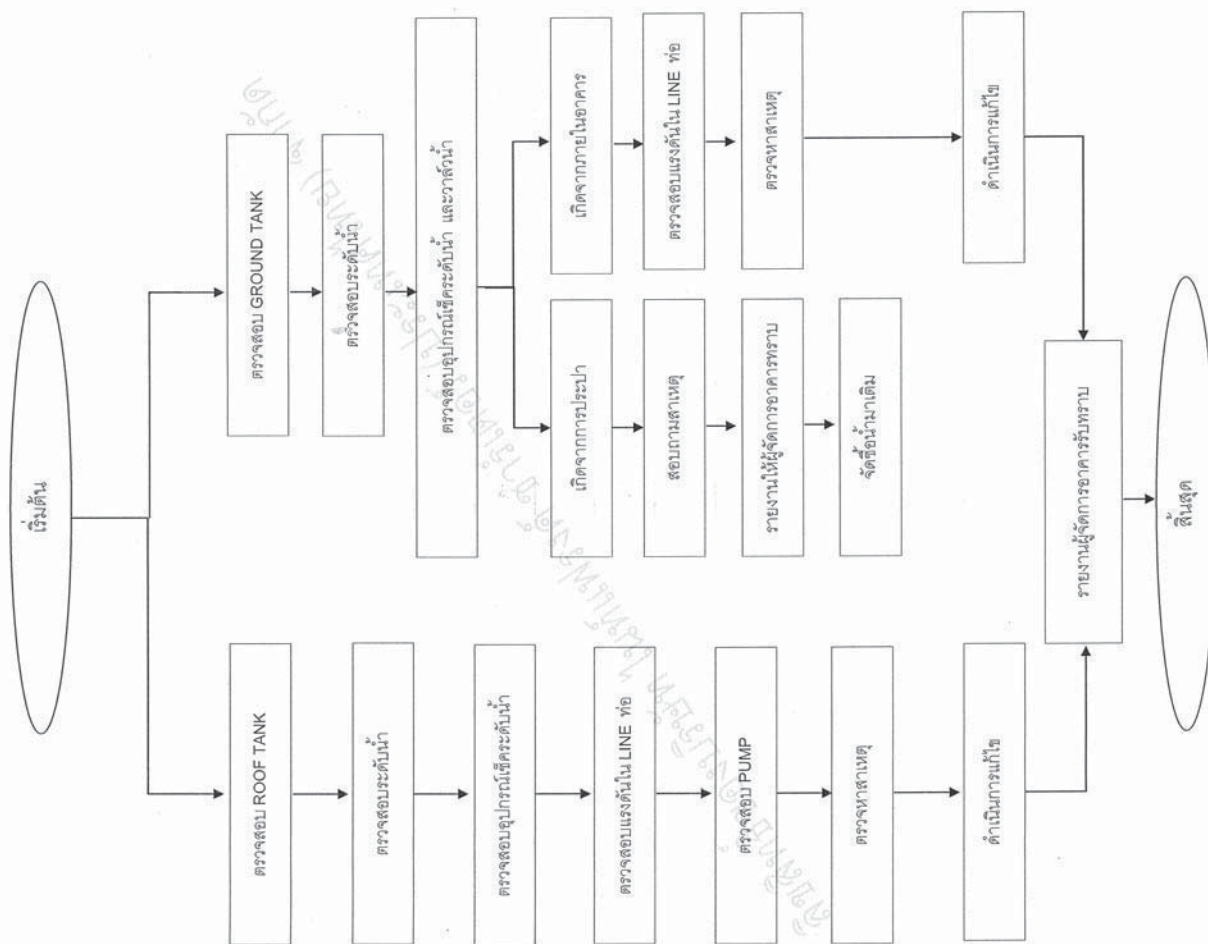 เริ่มต้น
ตรวจสอบ ROOF TANK
ตรวจสอบระดับน้ำ
ตรวจสอบอุปกรณ์เช็คระดับน้ำ
ตรวจสอบแรงดันใน LINE ท่อ
ตรวจสอบ PUMP
ตรวจหาสาเหตุ
ดำเนินการแก้ไข
ตรวจสอบ GROUND TANK
ตรวจสอบระดับน้ำ
ตรวจสอบอุปกรณ์เช็คระดับน้ำ และวาล์วน้ำ
เกิดจากการประปา
สอบถามสาเหตุ
รายงานให้ผู้จัดการอาคารทราบ
จัดซื้อน้ำมาเติม
เกิดจากภายในอาคาร
ตรวจสอบแรงดันใน LINE ท่อ
ตรวจหาสาเหตุ
ดำเนินการแก้ไข
รายงานผู้จัดการอาคารรับทราบ
สิ้นสุด